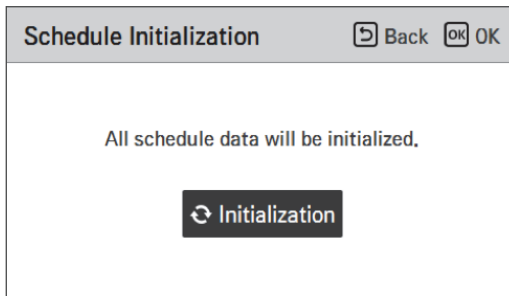 Schedule Initialization Back OK OK
All schedule data will be initialized.
Initialization